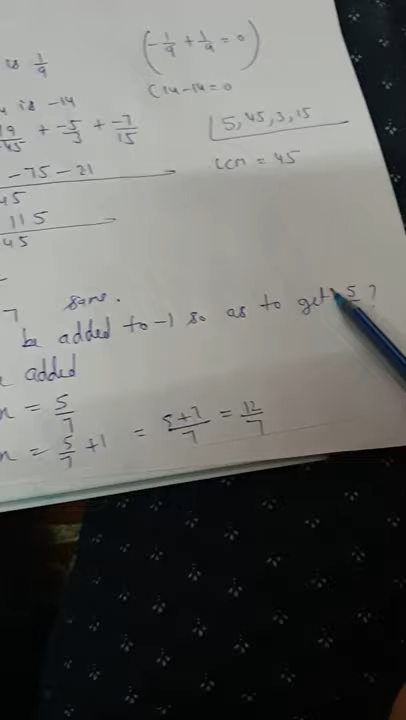 is 1/9
(-1/9 + 1/9 = 0)
is -14
(14-14=0
19/45 + -5/3 + -7/15
5, 45, 3, 15
- 75 - 21
45
LCM = 45
115
45
7 sans.
be added to -1 so as to get 5/ ?
added
= 5/7
= 5/7 + 1 = 5+7/7 = 12/7